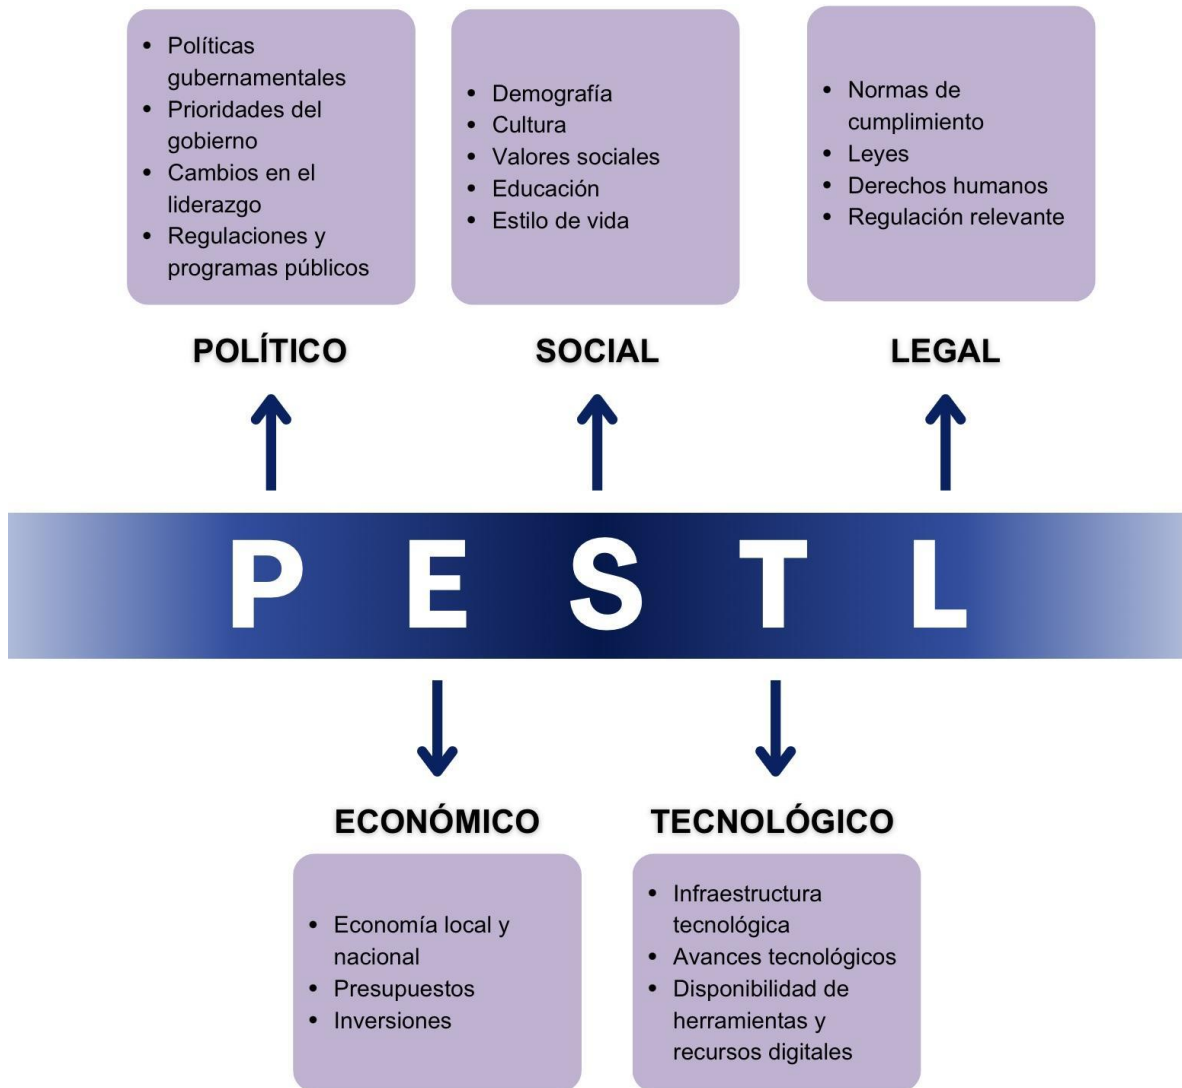 • Políticas
gubernamentales
• Prioridades del
gobierno
• Cambios en el
liderazgo
• Regulaciones y
programas públicos
• Demografía
• Cultura
• Valores sociales
• Educación
• Estilo de vida
• Normas de
cumplimiento
• Leyes
• Derechos humanos
• Regulación relevante
POLÍTICO
SOCIAL
LEGAL
P E S T L
ECONÓMICO
TECNOLÓGICO
• Economía local y
nacional
• Presupuestos
• Inversiones
• Infraestructura
tecnológica
• Avances tecnológicos
• Disponibilidad de
herramientas y
recursos digitales